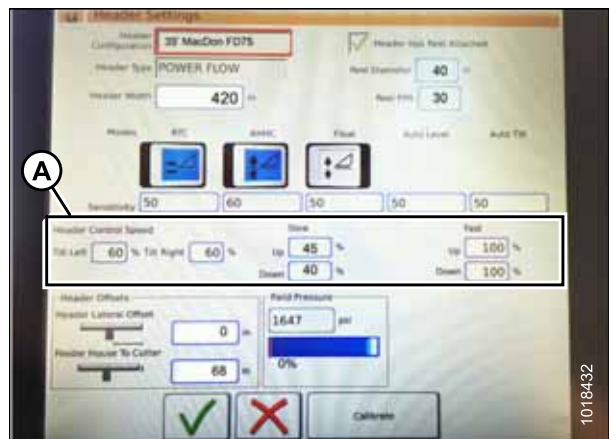 Header Settings
Header Configuration 35' MacDon FD75
Header Has Reel Attached
Header Type POWER FLOW
Reel Diameter 40 in
Header Width 420 in
Reel PPR 30
Modes RTC AHHC Float Auto Level Auto Tilt
A
Sensitivity 50 60 50 50 50
Header Control Speed
Slow
Fast
Tilt Left 60 % Tilt Right 60 % Up 45 % Up 100 %
Down 40 % Down 100 %
Header Offsets
Field Pressure
Header Lateral Offset
0 in
1647 psi
Feeder House To Cutter
68 in
0%
Calibrate
1018432